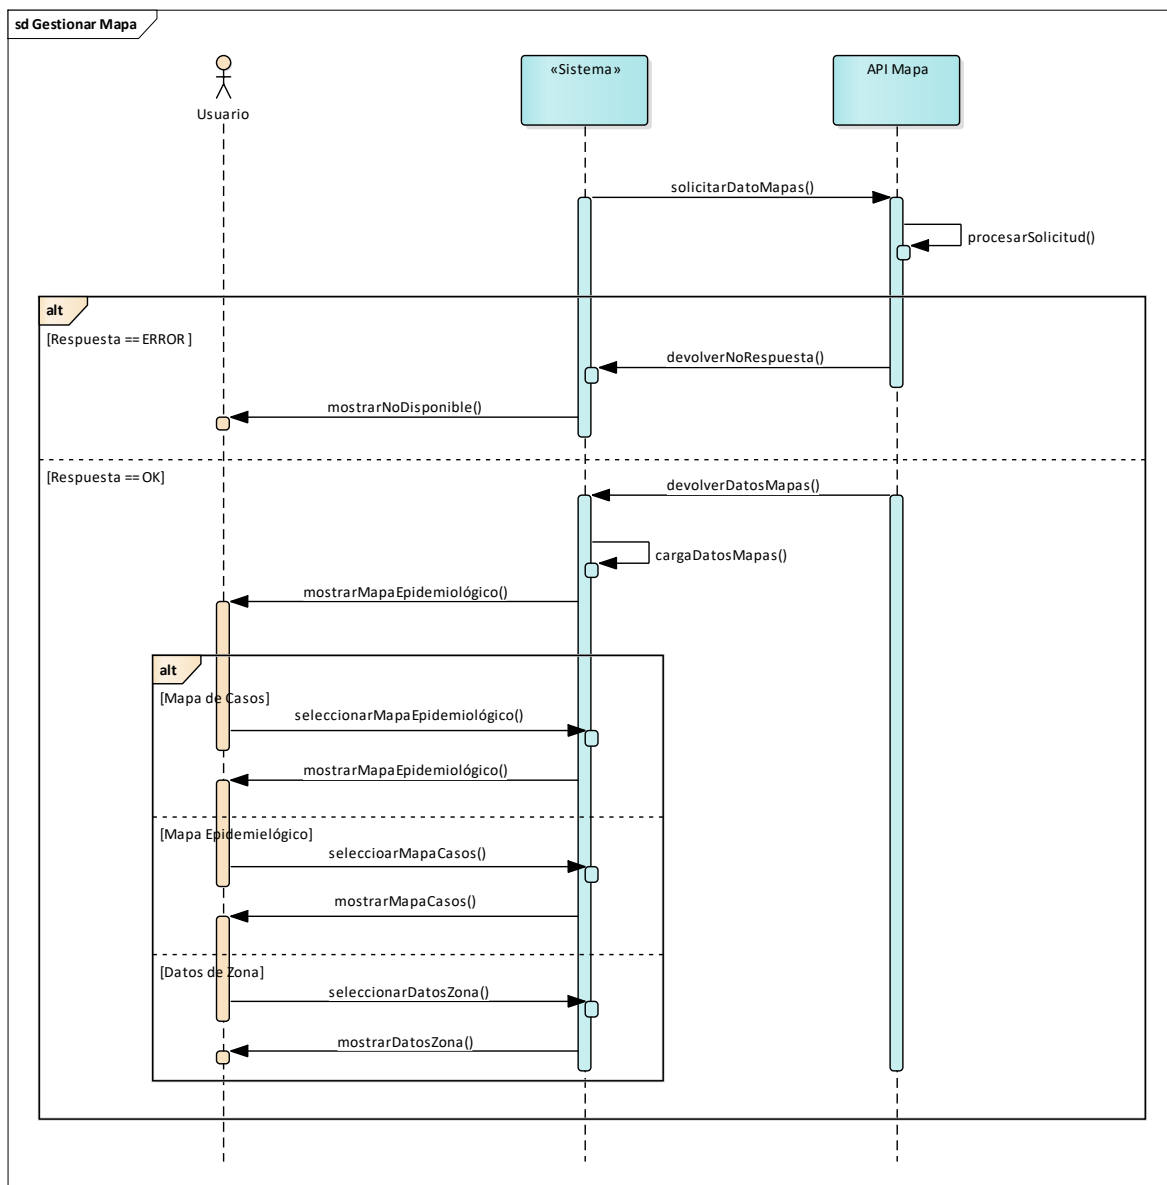 sd Gestionar Mapa
Usuario
«Sistema»
API Mapa
solicitarDatoMapas()
procesarSolicitud()
alt
[Respuesta == ERROR ]
devolverNoRespuesta()
mostrarNoDisponible()
[Respuesta == OK]
devolverDatosMapas()
cargaDatosMapas()
mostrarMapaEpidemiológico()
alt
[Mapa de Casos]
seleccionarMapaEpidemiológico()
mostrarMapaEpidemiológico()
[Mapa Epidemielógico]
seleccioarMapaCasos()
mostrarMapaCasos()
[Datos de Zona]
seleccionarDatosZona()
mostrarDatosZona()